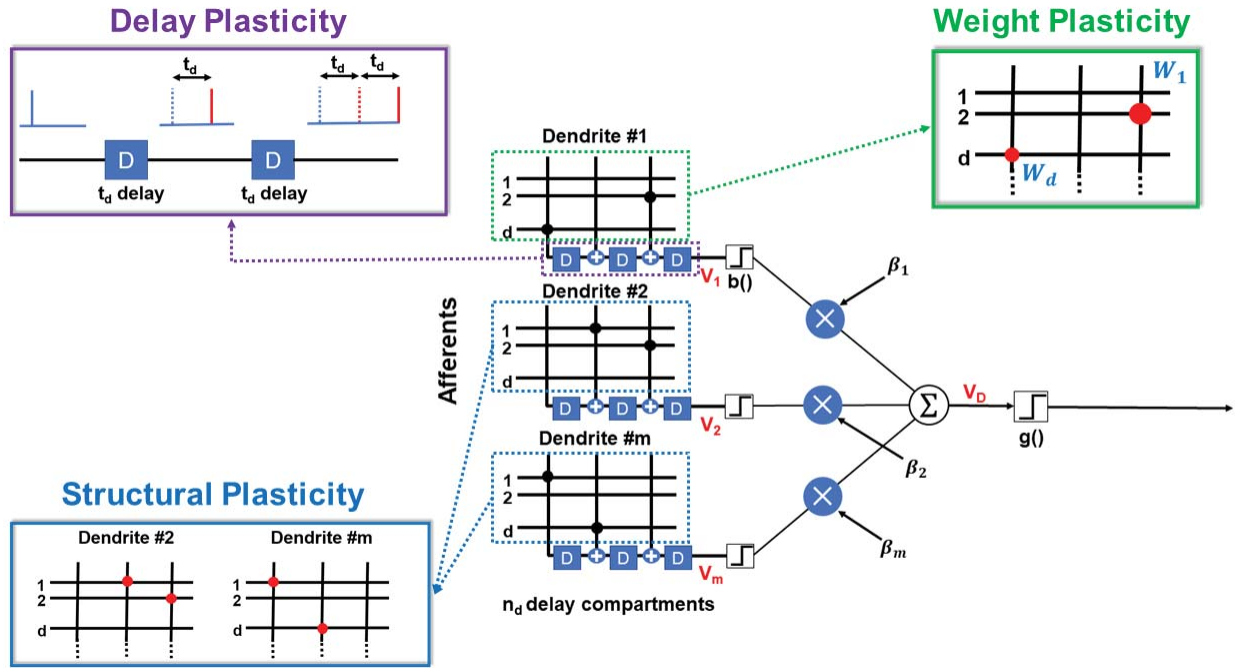 Delay Plasticity
Weight Plasticity
t_d
t_d t_d
D D
t_d delay t_d delay
W_1
1
2
d
W_d
Dendrite #1
1
2
d
D + D + D
V_1 b()
β_1
×
Afferents
Dendrite #2
1
2
d
D + D + D
V_2
×
Σ
V_D
g()
β_2
Dendrite #m
1
2
d
D + D + D
V_m
×
β_m
n_d delay compartments
Structural Plasticity
Dendrite #2 Dendrite #m
1 1
2 2
d d